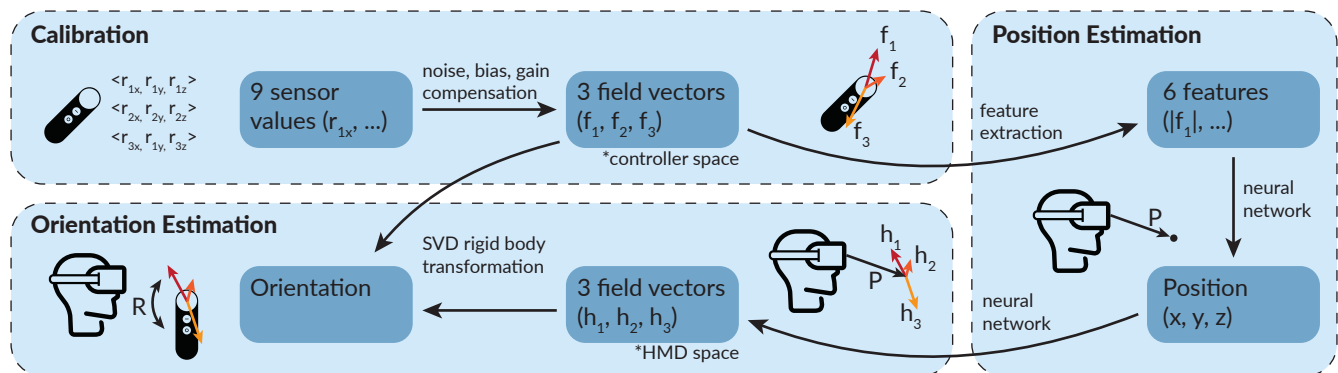 Calibration
<r1x, r1y, r1z>
<r2x, r2y, r2z>
<r3x, r1y, r3z>
9 sensor
values (r1x, ...)
noise, bias, gain
compensation
3 field vectors
(f1, f2, f3)
*controller space
f1
f2
f3
Position Estimation
feature
extraction
6 features
(|f1|, ...)
neural
network
P
Position
(x, y, z)
neural
network
Orientation Estimation
R
Orientation
SVD rigid body
transformation
3 field vectors
(h1, h2, h3)
*HMD space
P
h1
h2
h3